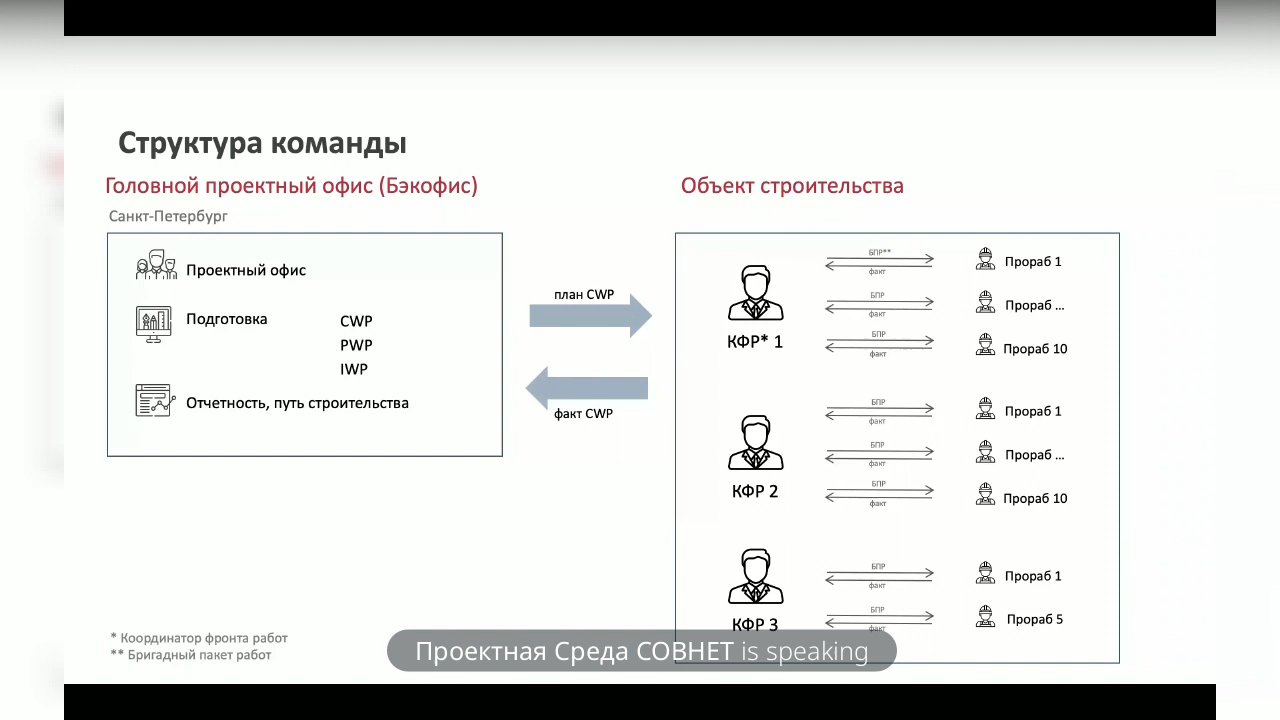 Структура команды
Головной проектный офис (Бэкофис)
Санкт-Петербург
Проектный офис
Подготовка
CWP
PWP
IWP
Отчетность, путь строительства
план CWP
факт CWP
Объект строительства
КФР* 1
БПР**
факт
Прораб 1
БПР
факт
Прораб ...
БПР
факт
Прораб 10
КФР 2
БПР
факт
Прораб 1
БПР
факт
Прораб ...
БПР
факт
Прораб 10
КФР 3
БПР
факт
Прораб 1
БПР
факт
Прораб 5
* Координатор фронта работ
** Бригадный пакет работ
Проектная Среда СОВНЕТ is speaking